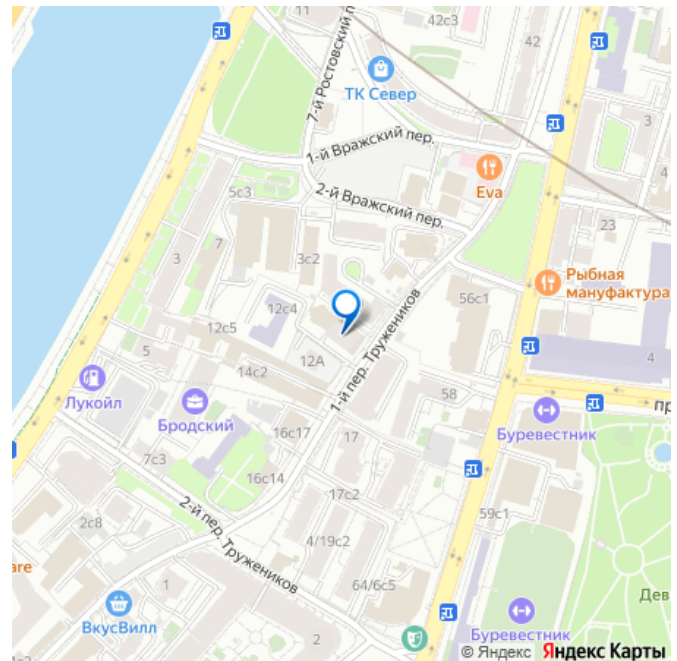 11
42с3
42
7-й Ростовский п
ТК Север
3
1-й Вражский пер.
Eva
5с3
2-й Вражский пер.
23
7
3с2
3
Рыбная
мануфактура
56с1
12с4
12с5
1-й пер. Тружеников
4
5
12А
14с2
58
пр
Лукойл
Бродский
Буревестник
16с17
17
7с3
16с14
17с2
59с1
2-й пер. Тружеников
2с8
4/19с2
are
1
64/6с5
Дев
ВкусВилл
2
Буревестник
© Яндекс Яндекс Карты